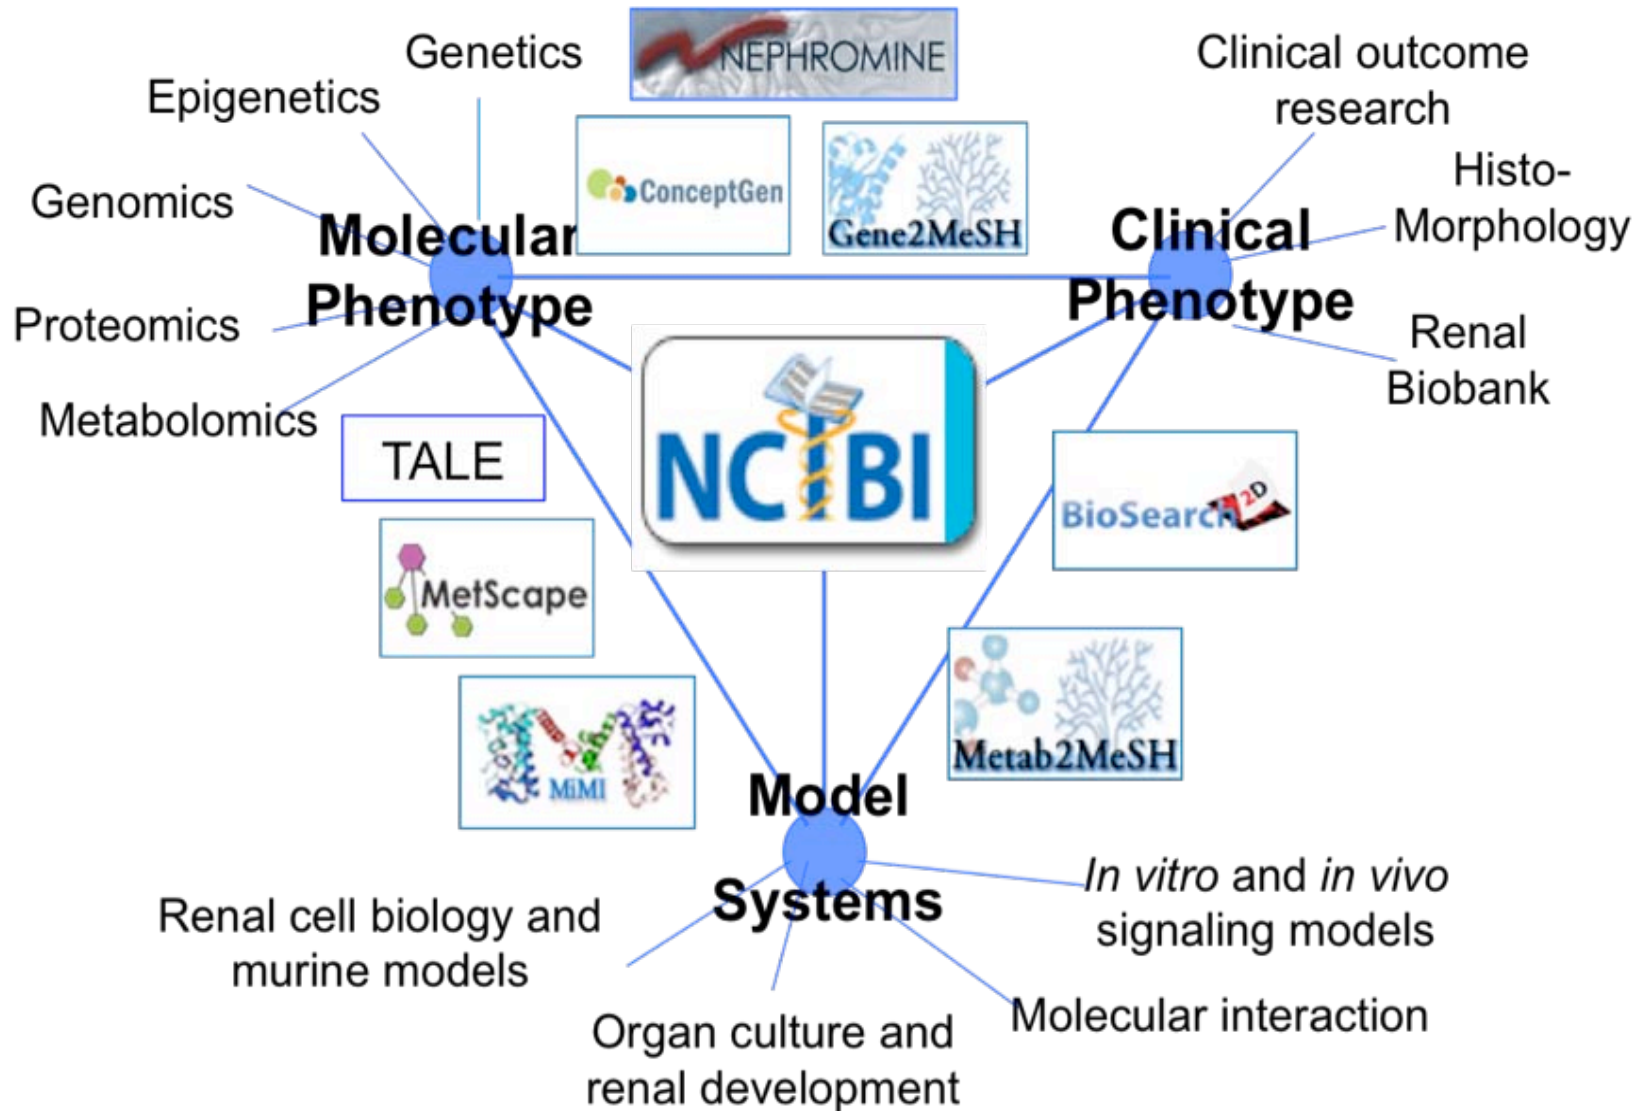 Genetics
NEPHROMINE
Clinical outcome
research
Epigenetics
Histo-
Morphology
ConceptGen
Gene2MeSH
Genomics
Molecular
Phenotype
Clinical
Phenotype
Proteomics
Renal
Biobank
Metabolomics
TALE
NCIBI
BioSearch
2D
MetScape
Metab2MeSH
MiMI
Model
Systems
In vitro and in vivo
signaling models
Renal cell biology and
murine models
Molecular interaction
Organ culture and
renal development